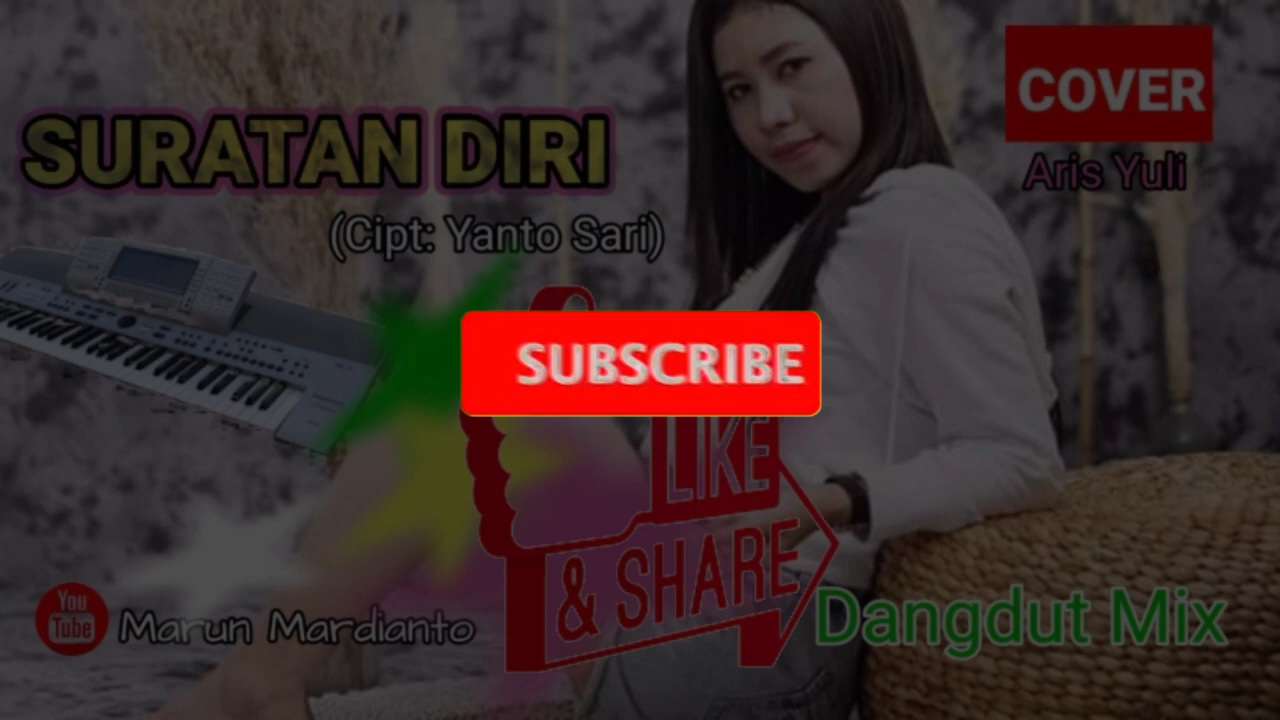 COVER
Aris Yuli
SURATAN DIRI
(Cipt: Yanto Sari)
SUBSCRIBE
LIKE
& SHARE
You
Tube
Marun Mardianto
Dangdut Mix